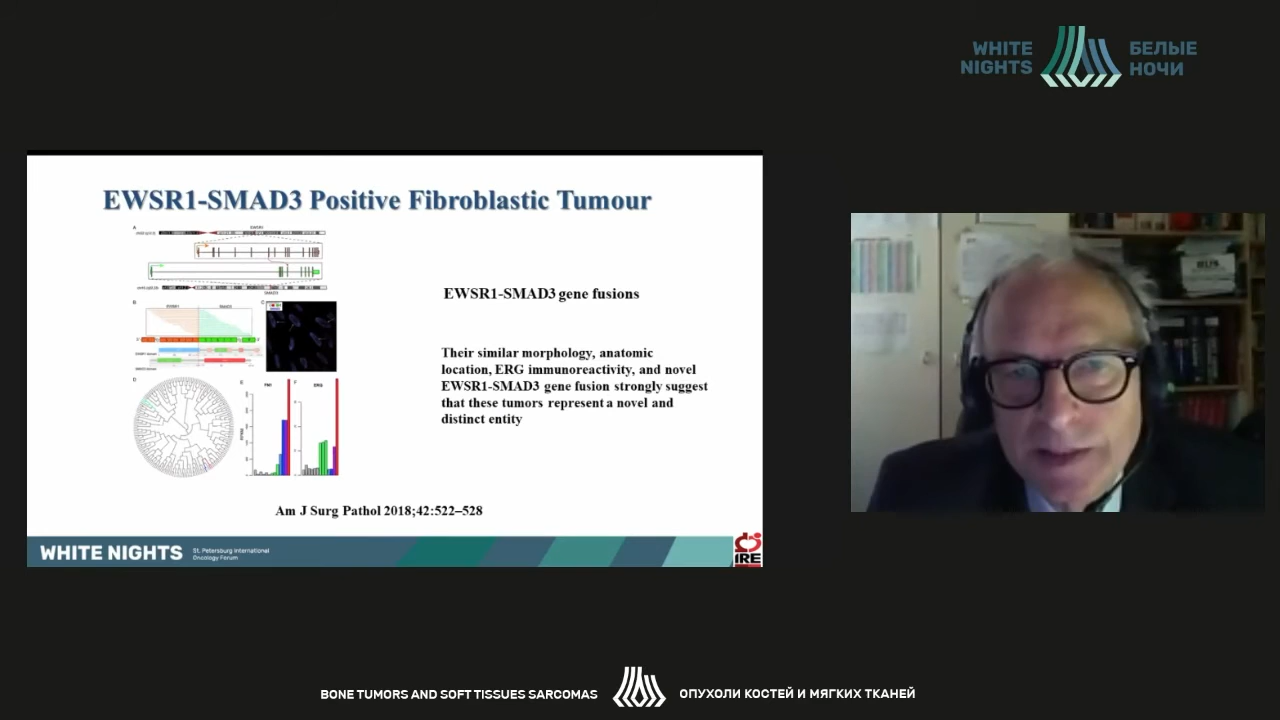 WHITE
NIGHTS
БЕЛЫЕ
НОЧИ
EWSR1-SMAD3 Positive Fibroblastic Tumour
A
EWSR1
SMAD3
B
C
D
E
F
EWSR1-SMAD3 gene fusions
Their similar morphology, anatomic
location, ERG immunoreactivity, and novel
EWSR1-SMAD3 gene fusion strongly suggest
that these tumors represent a novel and
distinct entity
Am J Surg Pathol 2018;42:522–528
WHITE NIGHTS
St. Petersburg International
Oncology Forum
IRE
BONE TUMORS AND SOFT TISSUES SARCOMAS
ОПУХОЛИ КОСТЕЙ И МЯГКИХ ТКАНЕЙ